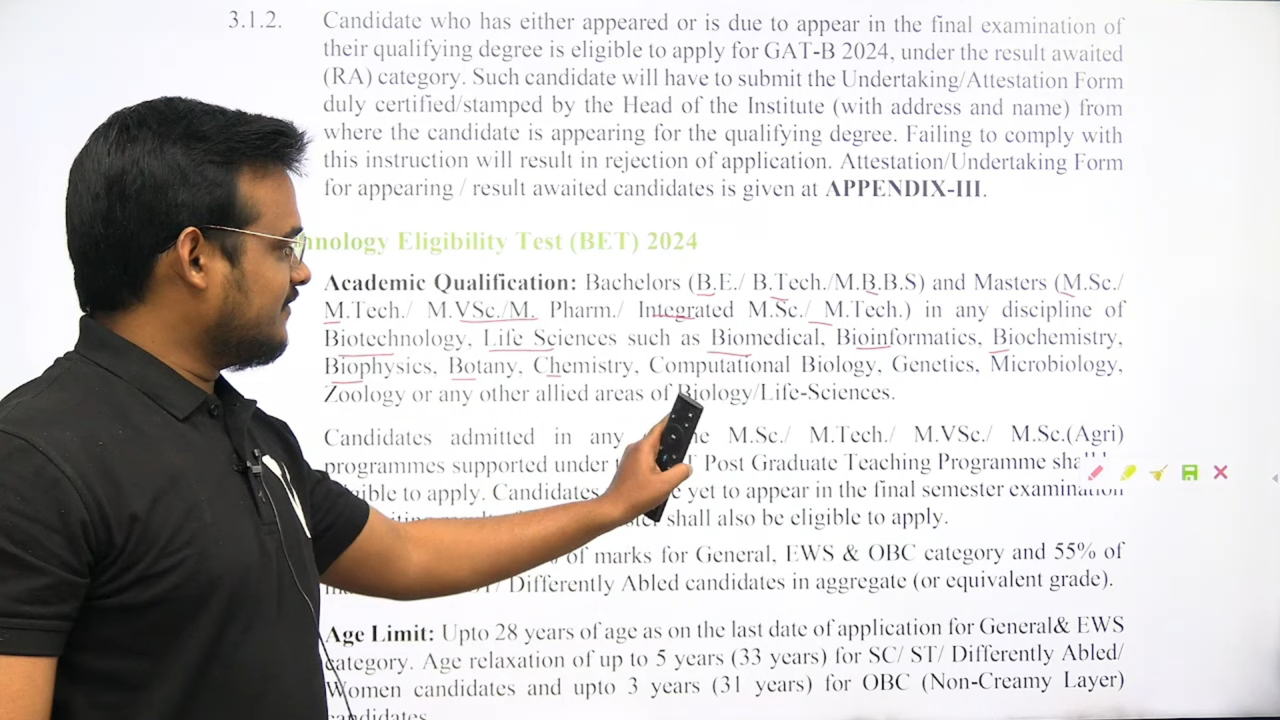 3.1.2. Candidate who has either appeared or is due to appear in the final examination of
their qualifying degree is eligible to apply for GAT-B 2024, under the result awaited
(RA) category. Such candidate will have to submit the Undertaking/Attestation Form
duly certified/stamped by the Head of the Institute (with address and name) from
where the candidate is appearing for the qualifying degree. Failing to comply with
this instruction will result in rejection of application. Attestation/Undertaking Form
for appearing / result awaited candidates is given at APPENDIX-III.
hnology Eligibility Test (BET) 2024
Academic Qualification: Bachelors (B.E./ B.Tech./M.B.B.S) and Masters (M.Sc./
M.Tech./ M.VSc./M. Pharm./ Integrated M.Sc./ M.Tech.) in any discipline of
Biotechnology, Life Sciences such as Biomedical, Bioinformatics, Biochemistry,
Biophysics, Botany, Chemistry, Computational Biology, Genetics, Microbiology,
Zoology or any other allied areas of Biology/Life-Sciences.
Candidates admitted in any M.Sc./ M.Tech./ M.VSc./ M.Sc.(Agri)
programmes supported under Post Graduate Teaching Programme
to apply. Candidates yet to appear in the final semester examination
shall also be eligible to apply.
of marks for General, EWS & OBC category and 55% of
Differently Abled candidates in aggregate (or equivalent grade).
Age Limit: Upto 28 years of age as on the last date of application for General& EWS
category. Age relaxation of up to 5 years (33 years) for SC/ ST/ Differently Abled/
Women candidates and upto 3 years (31 years) for OBC (Non-Creamy Layer)
candidates.